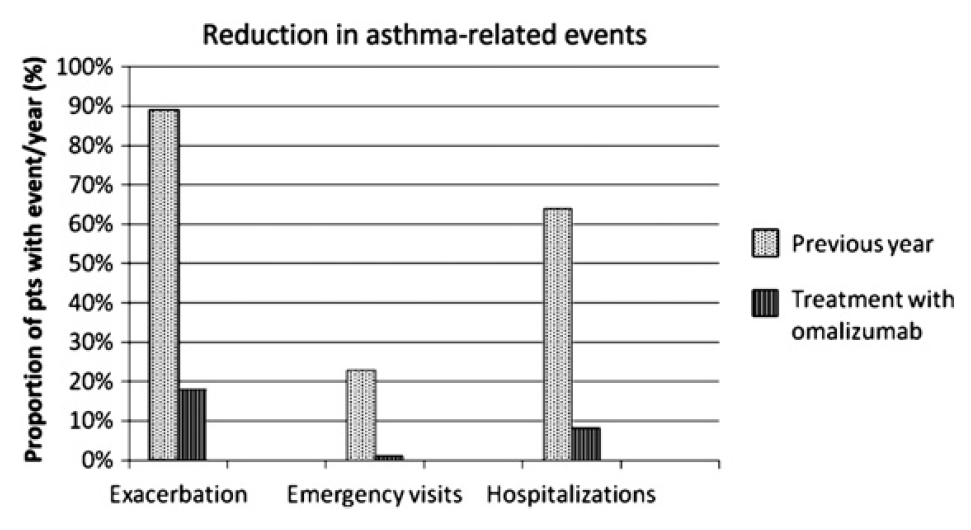 Reduction in asthma-related events
Proportion of pts with event/year (%)
100%
90%
80%
70%
60%
50%
40%
30%
20%
10%
0%
Exacerbation
Emergency visits
Hospitalizations
Previous year
Treatment with
omalizumab